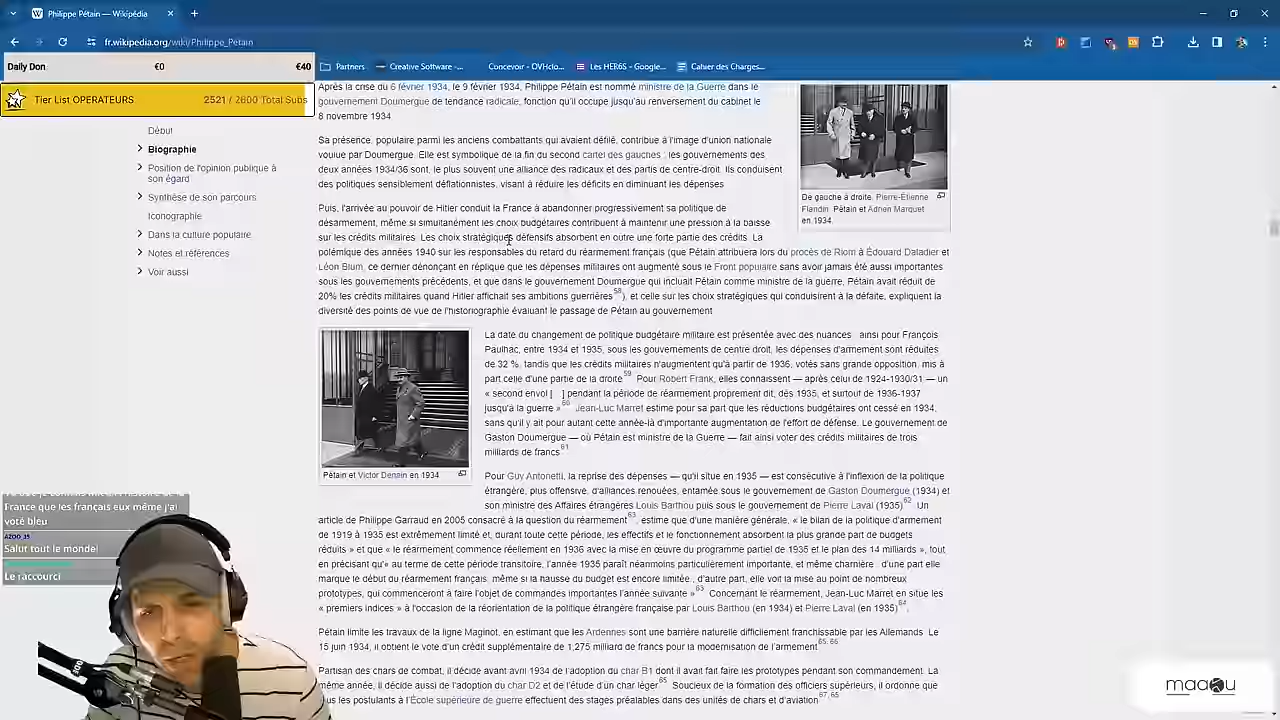 Philippe Pétain — Wikipédia
fr.wikipedia.org/wiki/Philippe_Pétain
Daily Don €0 €40
Partners
Creative Software -...
Concevoir - OVHclo...
Les HER6S - Google...
Cahier des Charges...
Tier List OPERATEURS 2521 / 2600 Total Subs
Début
Biographie
Position de l'opinion publique à
son égard
Synthèse de son parcours
Iconographie
Dans la culture populaire
Notes et références
Voir aussi
Après la crise du 6 février 1934, le 9 février 1934, Philippe Pétain est nommé ministre de la Guerre dans le
gouvernement Doumergue de tendance radicale, fonction qu'il occupe jusqu'au renversement du cabinet le
8 novembre 1934
Sa présence, populaire parmi les anciens combattants qui avaient défilé, contribue à l'image d'union nationale
voulue par Doumergue. Elle est symbolique de la fin du second cartel des gauches : les gouvernements des
deux années 1934/36 sont, le plus souvent une alliance des radicaux et des partis de centre-droit. Ils conduisent
des politiques sensiblement déflationnistes, visant à réduire les déficits en diminuant les dépenses
De gauche à droite, Pierre-Étienne
Flandin, Pétain et Adrien Marquet
en 1934.
Puis, l'arrivée au pouvoir de Hitler conduit la France à abandonner progressivement sa politique de
désarmement, même si simultanément les choix budgétaires contribuent à maintenir une pression à la baisse
sur les crédits militaires. Les choix stratégiques défensifs absorbent en outre une forte partie des crédits. La
polémique des années 1940 sur les responsables du retard du réarmement français (que Pétain attribuera lors du procès de Riom à Édouard Daladier et
Léon Blum, ce dernier dénonçant en réplique que les dépenses militaires ont augmenté sous le Front populaire sans avoir jamais été aussi importantes
sous les gouvernements précédents, et que dans le gouvernement Doumergue qui incluait Pétain comme ministre de la guerre, Pétain avait réduit de
20% les crédits militaires quand Hitler affichait ses ambitions guerrières58), et celle sur les choix stratégiques qui conduisirent à la défaite, expliquent la
diversité des points de vue de l'historiographie évaluant le passage de Pétain au gouvernement
Pétain et Victor Denain en 1934
La date du changement de politique budgétaire militaire est présentée avec des nuances : ainsi pour François
Paulhac, entre 1934 et 1935, sous les gouvernements de centre droit, les dépenses d'armement sont réduites
de 32 %, tandis que les crédits militaires n'augmentent qu'à partir de 1936, votés sans grande opposition, mis à
part celle d'une partie de la droite59 Pour Robert Frank, elles connaissent — après celui de 1924-1930/31 — un
« second envol [ ] pendant la période de réarmement proprement dit, dès 1935, et surtout de 1936-1937
jusqu'à la guerre »60 Jean-Luc Marret estime pour sa part que les réductions budgétaires ont cessé en 1934,
sans qu'il y ait pour autant cette année-là d'importante augmentation de l'effort de défense. Le gouvernement de
Gaston Doumergue — où Pétain est ministre de la Guerre — fait ainsi voter des crédits militaires de trois
milliards de francs61
Pour Guy Antonetti, la reprise des dépenses — qu'il situe en 1935 — est consécutive à l'inflexion de la politique
étrangère, plus offensive, d'alliances renouées, entamée sous le gouvernement de Gaston Doumergue (1934) et
son ministre des Affaires étrangères Louis Barthou puis sous le gouvernement de Pierre Laval (1935)62 Un
article de Philippe Garraud en 2005 consacré à la question du réarmement63, estime que d'une manière générale, « le bilan de la politique d'armement
de 1919 à 1935 est extrêmement limité et, durant toute cette période, les effectifs et le fonctionnement absorbent la plus grande part de budgets
réduits » et que « le réarmement commence réellement en 1936 avec la mise en œuvre du programme partiel de 1935 et le plan des 14 milliards », tout
en précisant qu'« au terme de cette période transitoire, l'année 1935 paraît néanmoins particulièrement importante, et même charnière : d'une part elle
marque le début du réarmement français, même si la hausse du budget est encore limitée ; d'autre part, elle voit la mise au point de nombreux
prototypes, qui commenceront à faire l'objet de commandes importantes l'année suivante »63 Concernant le réarmement, Jean-Luc Marret en situe les
« premiers indices » à l'occasion de la réorientation de la politique étrangère française par Louis Barthou (en 1934) et Pierre Laval (en 1935)64.
Pétain limite les travaux de la ligne Maginot, en estimant que les Ardennes sont une barrière naturelle difficilement franchissable par les Allemands. Le
15 juin 1934, il obtient le vote d'un crédit supplémentaire de 1,275 milliard de francs pour la modernisation de l'armement65, 66
Partisan des chars de combat, il décide avant avril 1934 de l'adoption du char B1 dont il avait fait faire les prototypes pendant son commandement. La
même année, il décide aussi de l'adoption du char D2 et de l'étude d'un char léger65 Soucieux de la formation des officiers supérieurs, il ordonne que
tous les postulants à l'École supérieure de guerre effectuent des stages préalables dans des unités de chars et d'aviation67, 65
France que les français eux même j'ai
voté bleu
AZOO_35
Salut tout le monde!
Le raccourci
maaou